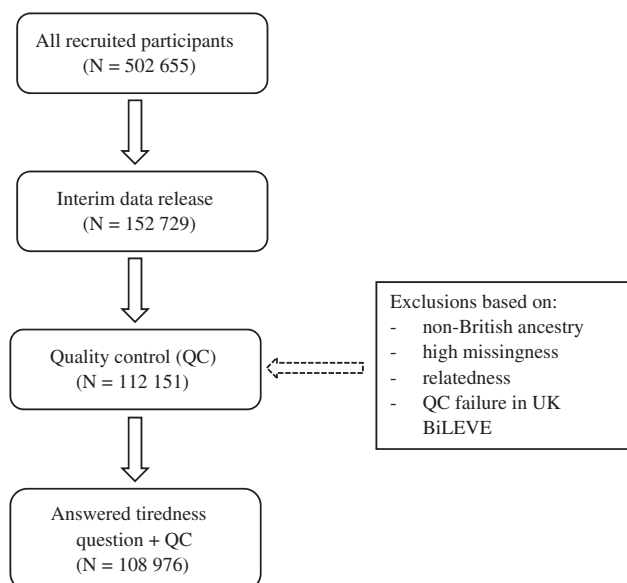 All recruited participants
(N = 502 655)
Interim data release
(N = 152 729)
Quality control (QC)
(N = 112 151)
Exclusions based on:
- non-British ancestry
- high missingness
- relatedness
- QC failure in UK
BiLEVE
Answered tiredness
question + QC
(N = 108 976)